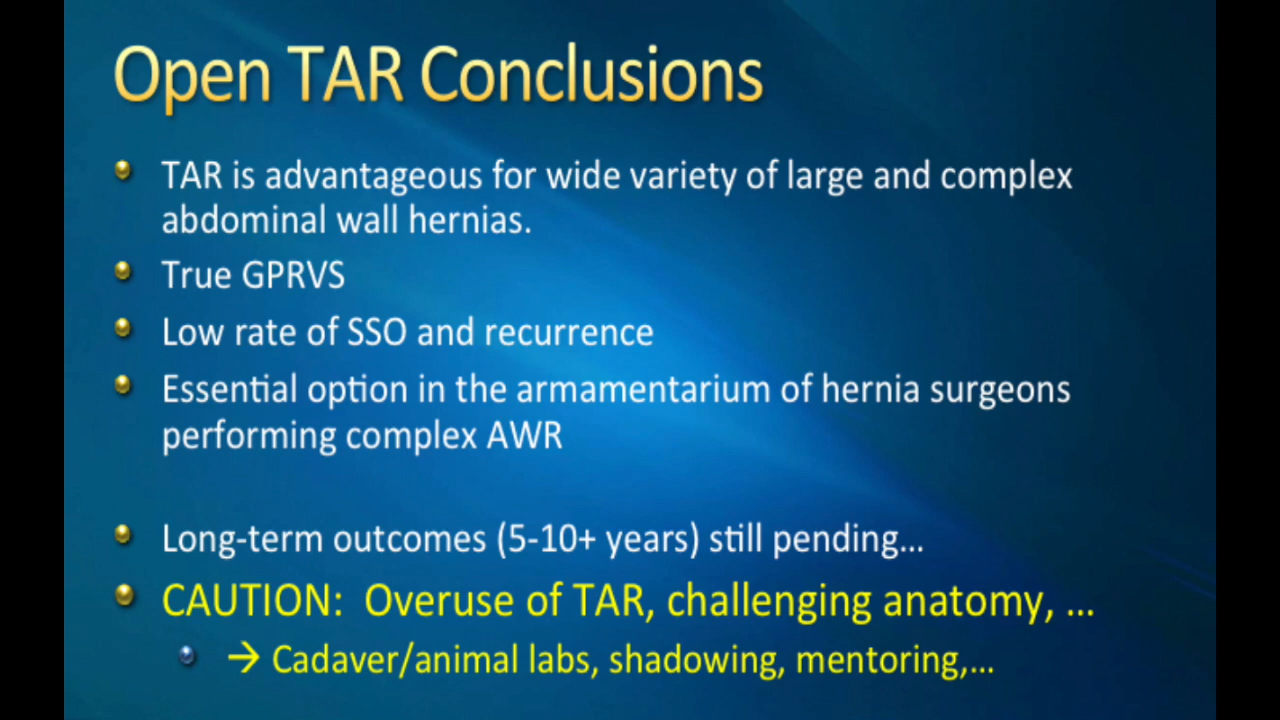 Open TAR Conclusions
TAR is advantageous for wide variety of large and complex
abdominal wall hernias.
True GPRVS
Low rate of SSO and recurrence
Essential option in the armamentarium of hernia surgeons
performing complex AWR
Long-term outcomes (5-10+ years) still pending...
CAUTION:  Overuse of TAR, challenging anatomy, ...
→ Cadaver/animal labs, shadowing, mentoring,...